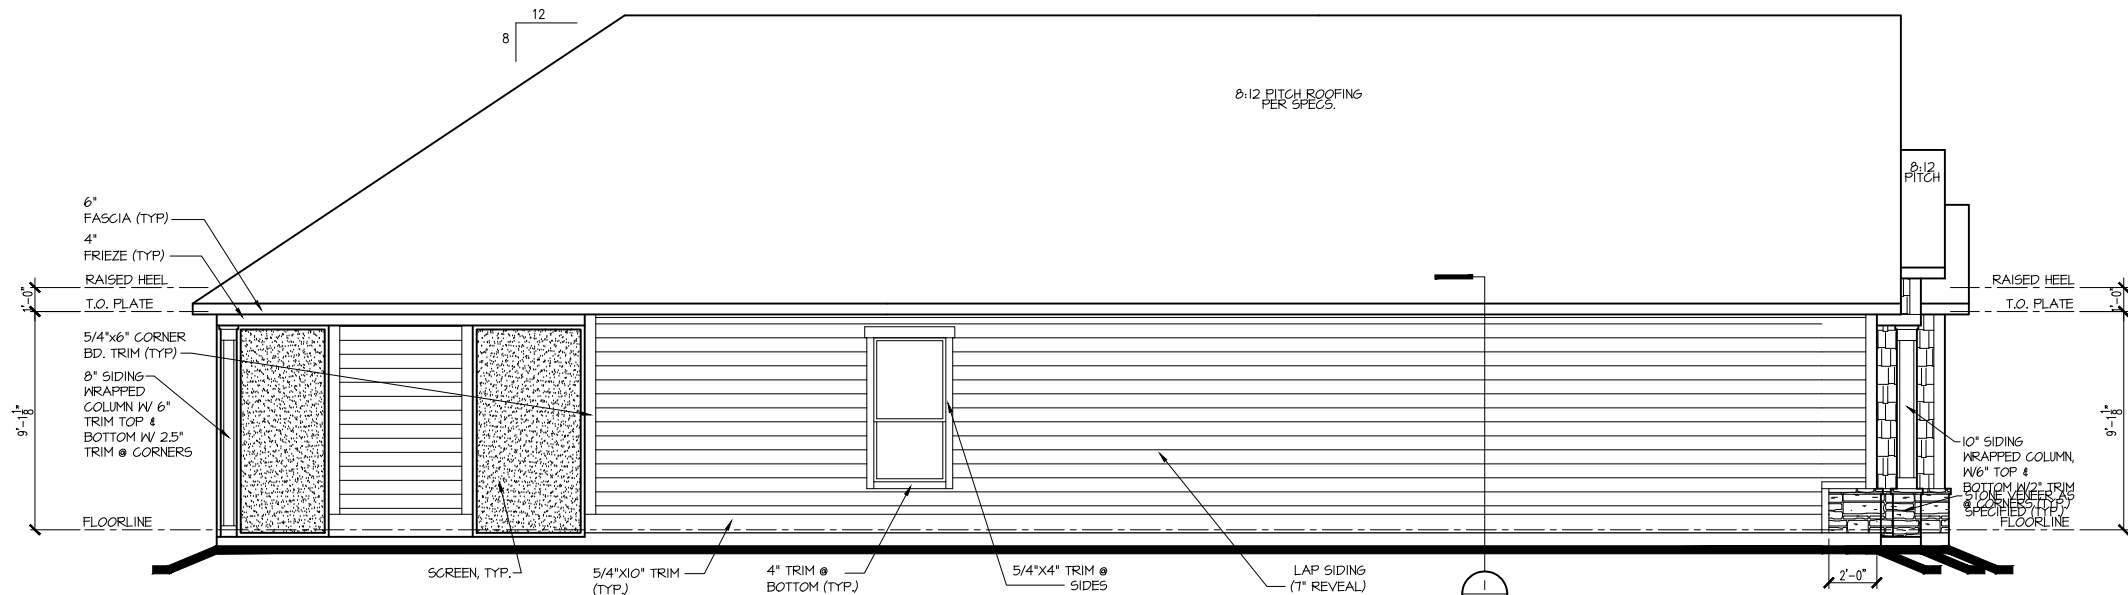 12
8
8:12 PITCH ROOFING
PER SPECS.
8:12
PITCH
6"
FASCIA (TYP)
4"
FRIEZE (TYP)
RAISED HEEL
T.O. PLATE
1'-0"
5/4"x6" CORNER
BD. TRIM (TYP)
8" SIDING
WRAPPED
COLUMN W/ 6"
TRIM TOP &
BOTTOM W/ 2.5"
TRIM @ CORNERS
9'-1 1/8"
FLOORLINE
SCREEN, TYP.
5/4"X10" TRIM
(TYP.)
4" TRIM @
BOTTOM (TYP.)
5/4"X4" TRIM @
SIDES
LAP SIDING
(7" REVEAL)
RAISED HEEL
T.O. PLATE
1'-0"
9'-1 1/8"
10" SIDING
WRAPPED COLUMN,
W/6" TOP &
BOTTOM W/2" TRIM
@ CORNERS (TYP.)
STONE VENEER AS
SPECIFIED (TYP.)
FLOORLINE
2'-0"